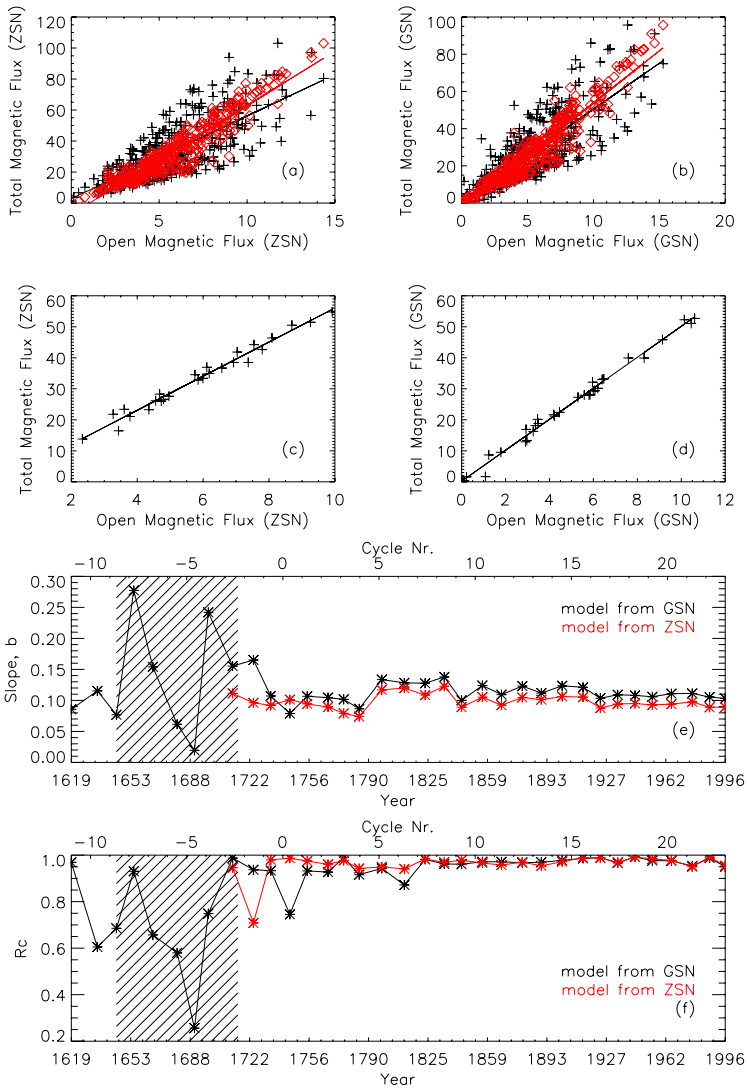 120
100
80
60
40
20
0
Total Magnetic Flux (ZSN)
(a)
0 5 10 15
Open Magnetic Flux (ZSN)
100
80
60
40
20
0
Total Magnetic Flux (GSN)
(b)
0 5 10 15 20
Open Magnetic Flux (GSN)
60
50
40
30
20
10
0
Total Magnetic Flux (ZSN)
(c)
2 4 6 8 10
Open Magnetic Flux (ZSN)
60
50
40
30
20
10
0
Total Magnetic Flux (GSN)
(d)
0 2 4 6 8 10 12
Open Magnetic Flux (GSN)
Cycle Nr.
-10 -5 0 5 10 15 20
0.30
0.25
0.20
0.15
0.10
0.05
0.00
Slope, b
model from GSN
model from ZSN
(e)
1619 1653 1688 1722 1756 1790 1825 1859 1893 1927 1962 1996
Year
Cycle Nr.
-10 -5 0 5 10 15 20
1.0
0.8
0.6
0.4
0.2
Rc
model from GSN
model from ZSN
(f)
1619 1653 1688 1722 1756 1790 1825 1859 1893 1927 1962 1996
Year